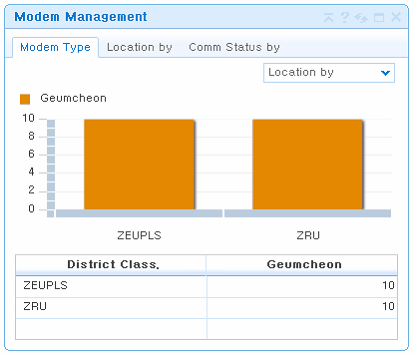 Modem Management
?
Modem Type Location by Comm Status by
Location by
Geumcheon
10
8
6
4
2
0
ZEUPLS ZRU
District Class. Geumcheon
ZEUPLS 10
ZRU 10